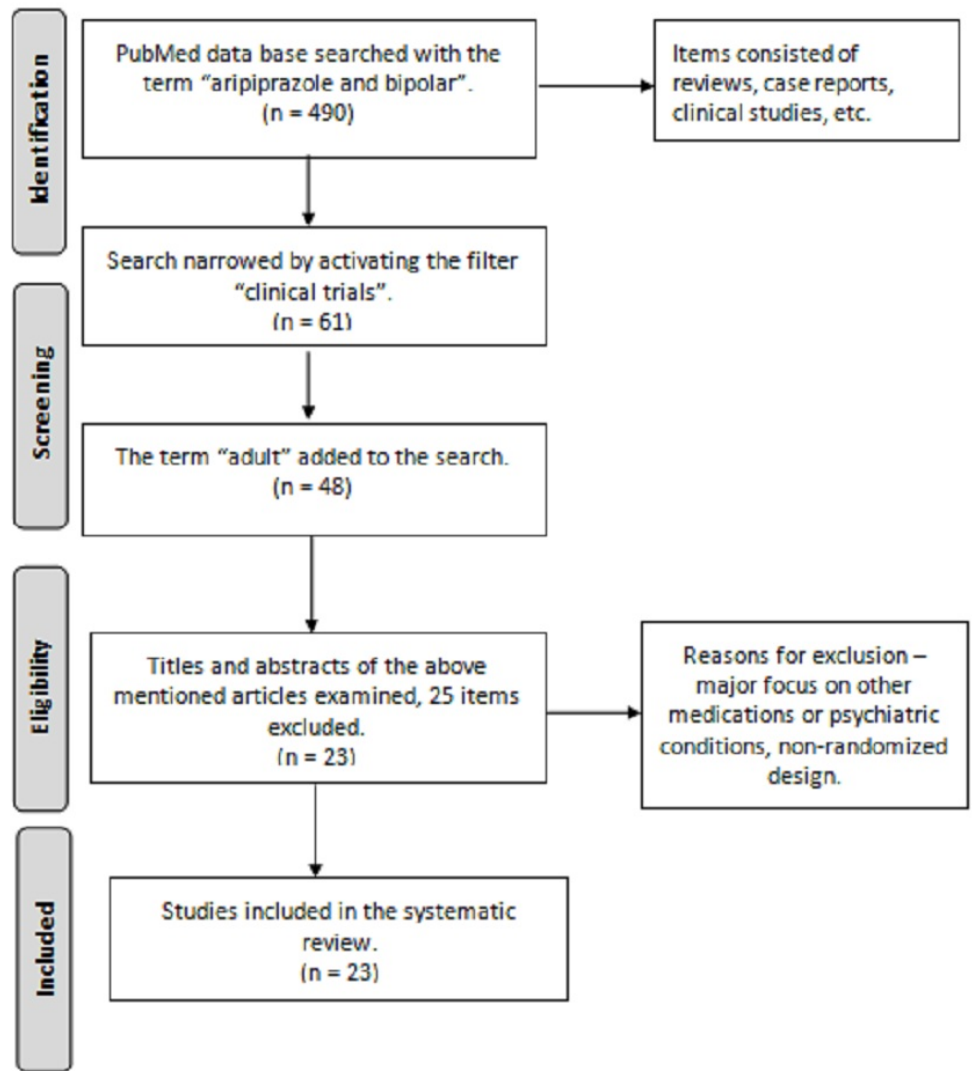 Identification
PubMed data base searched with the
term “aripiprazole and bipolar”.
(n = 490)
Items consisted of
reviews, case reports,
clinical studies, etc.
Search narrowed by activating the filter
“clinical trials”.
(n = 61)
Screening
The term “adult” added to the search.
(n = 48)
Eligibility
Titles and abstracts of the above
mentioned articles examined, 25 items
excluded.
(n = 23)
Reasons for exclusion –
major focus on other
medications or psychiatric
conditions, non-randomized
design.
Included
Studies included in the systematic
review.
(n = 23)